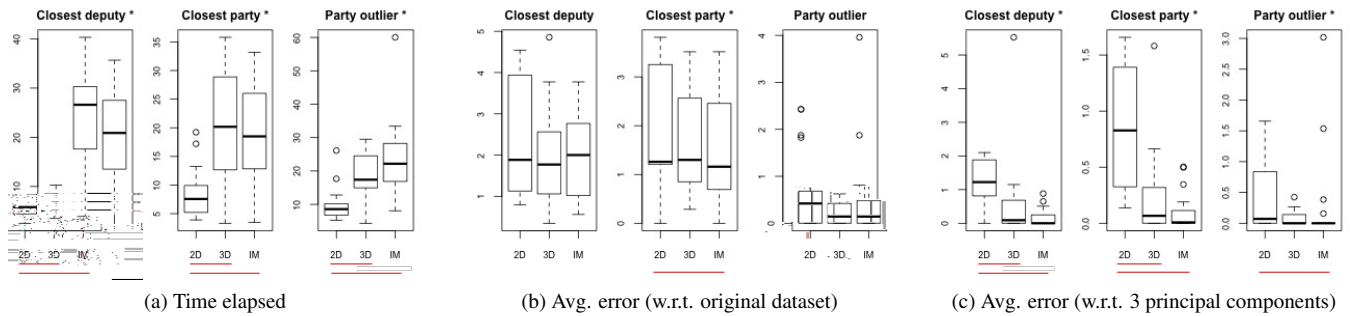 Closest deputy *
Closest party *
Party outlier *
Closest deputy
Closest party
Party outlier
Closest deputy *
Closest party *
Party outlier *
40
30
20
10
35
30
25
20
15
10
5
60
50
40
30
20
10
5
4
3
2
1
3
2
1
0
4
3
2
1
5
4
3
2
1
0
1.5
1.0
0.5
0.0
3.0
2.5
2.0
1.5
1.0
0.5
0.0
2D 3D IM
2D 3D IM
2D 3D IM
2D 3D IM
2D 3D IM
2D 3D IM
2D 3D IM
2D 3D IM
2D 3D IM
(a) Time elapsed
(b) Avg. error (w.r.t. original dataset)
(c) Avg. error (w.r.t. 3 principal components)